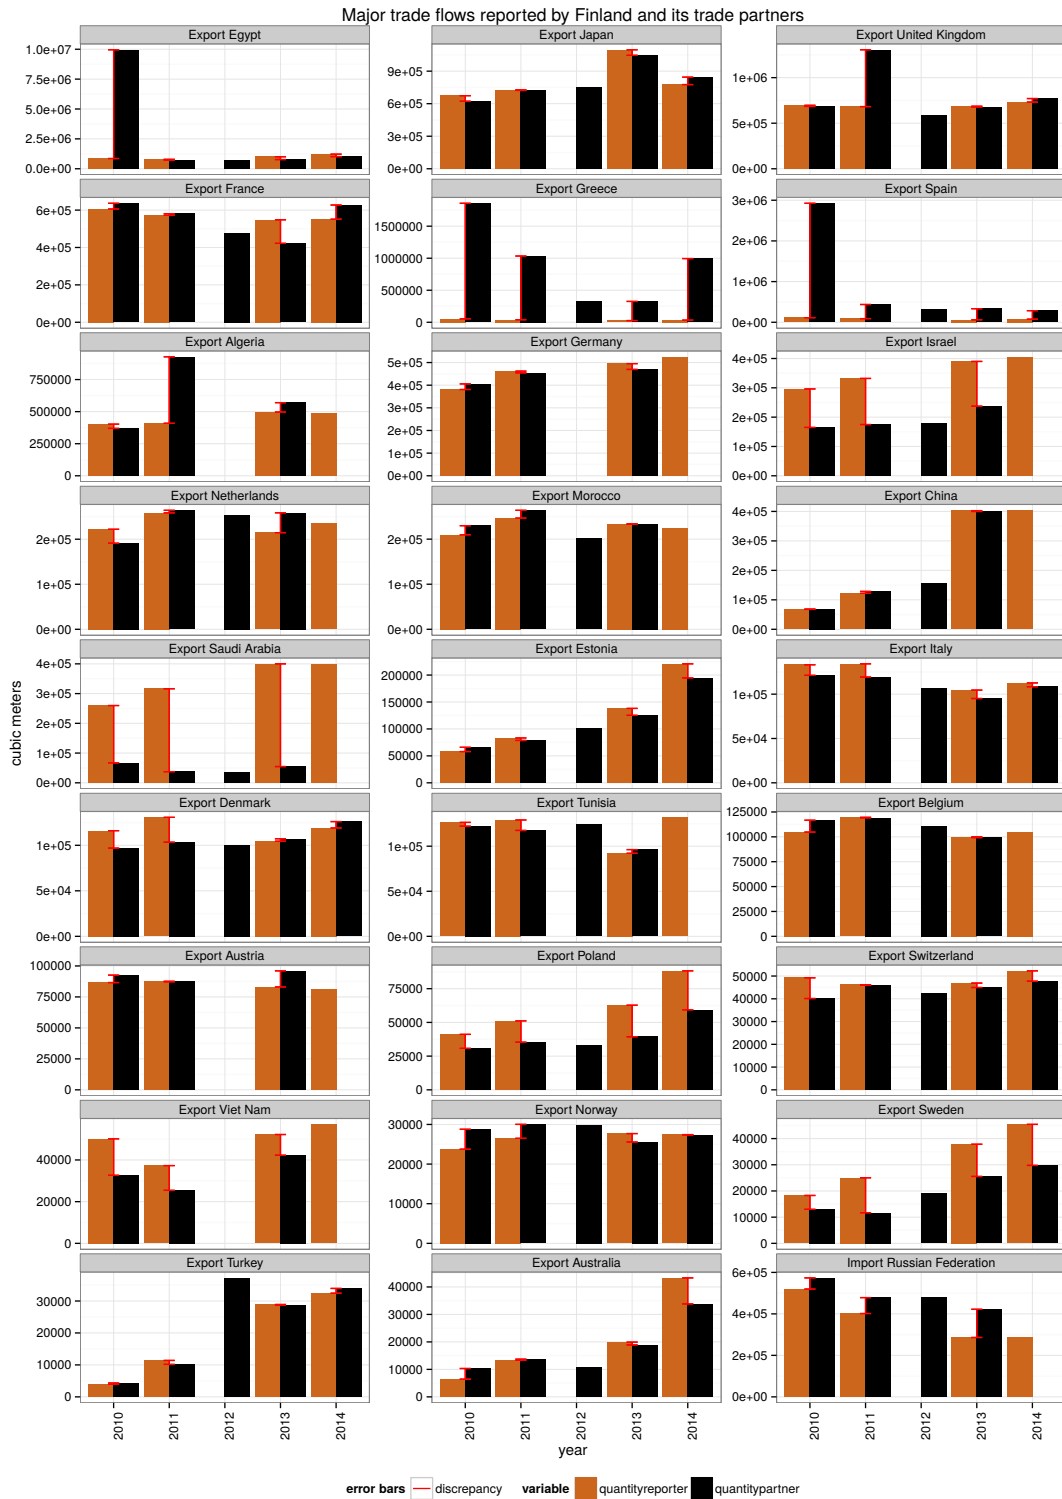 Major trade flows reported by Finland and its trade partners
Export Egypt
Export Japan
Export United Kingdom
1.0e+07
7.5e+06
5.0e+06
2.5e+06
0.0e+00
9e+05
6e+05
3e+05
0e+00
1e+06
5e+05
0e+00
Export France
Export Greece
Export Spain
6e+05
4e+05
2e+05
0e+00
1500000
1000000
500000
0
3e+06
2e+06
1e+06
0e+00
Export Algeria
Export Germany
Export Israel
750000
500000
250000
0
5e+05
4e+05
3e+05
2e+05
1e+05
0e+00
4e+05
3e+05
2e+05
1e+05
0e+00
Export Netherlands
Export Morocco
Export China
2e+05
1e+05
0e+00
2e+05
1e+05
0e+00
4e+05
3e+05
2e+05
1e+05
0e+00
Export Saudi Arabia
Export Estonia
Export Italy
4e+05
3e+05
2e+05
1e+05
0e+00
200000
150000
100000
50000
0
1e+05
5e+04
0e+00
cubic meters
Export Denmark
Export Tunisia
Export Belgium
1e+05
5e+04
0e+00
1e+05
5e+04
0e+00
125000
100000
75000
50000
25000
0
Export Austria
Export Poland
Export Switzerland
100000
75000
50000
25000
0
75000
50000
25000
0
50000
40000
30000
20000
10000
0
Export Viet Nam
Export Norway
Export Sweden
40000
20000
0
30000
20000
10000
0
40000
30000
20000
10000
0
Export Turkey
Export Australia
Import Russian Federation
30000
20000
10000
0
40000
30000
20000
10000
0
6e+05
4e+05
2e+05
0e+00
2010
2011
2012
2013
2014
2010
2011
2012
2013
2014
2010
2011
2012
2013
2014
year
error bars discrepancy variable quantityreporter quantitypartner